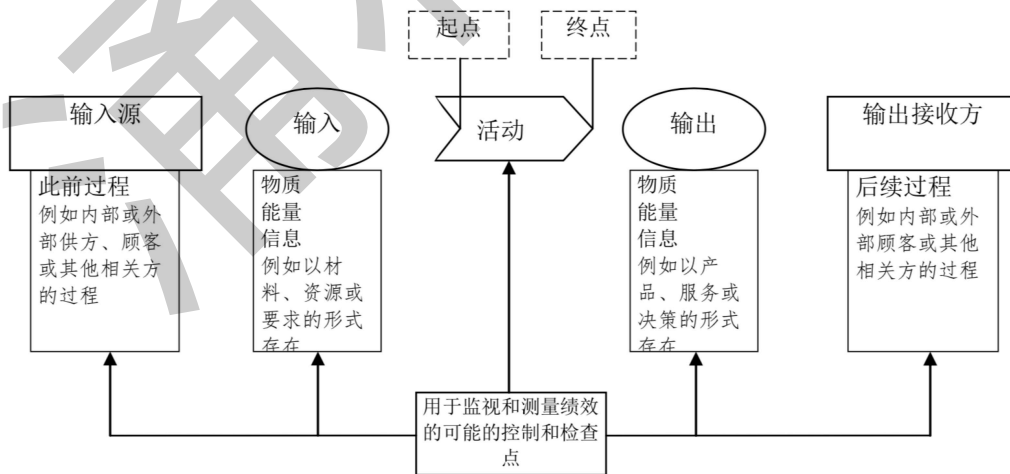 起点
终点
输入源
输入
活动
输出
输出接收方
此前过程
例如内部或外
部供方、顾客
或其他相关方
的过程
物质
能量
信息
例如以材
料、资源或
要求的形式
存在
物质
能量
信息
例如以产
品、服务或
决策的形式
存在
后续过程
例如内部或外
部顾客或其他
相关方的过程
用于监视和测量绩效
的可能的控制和检查
点